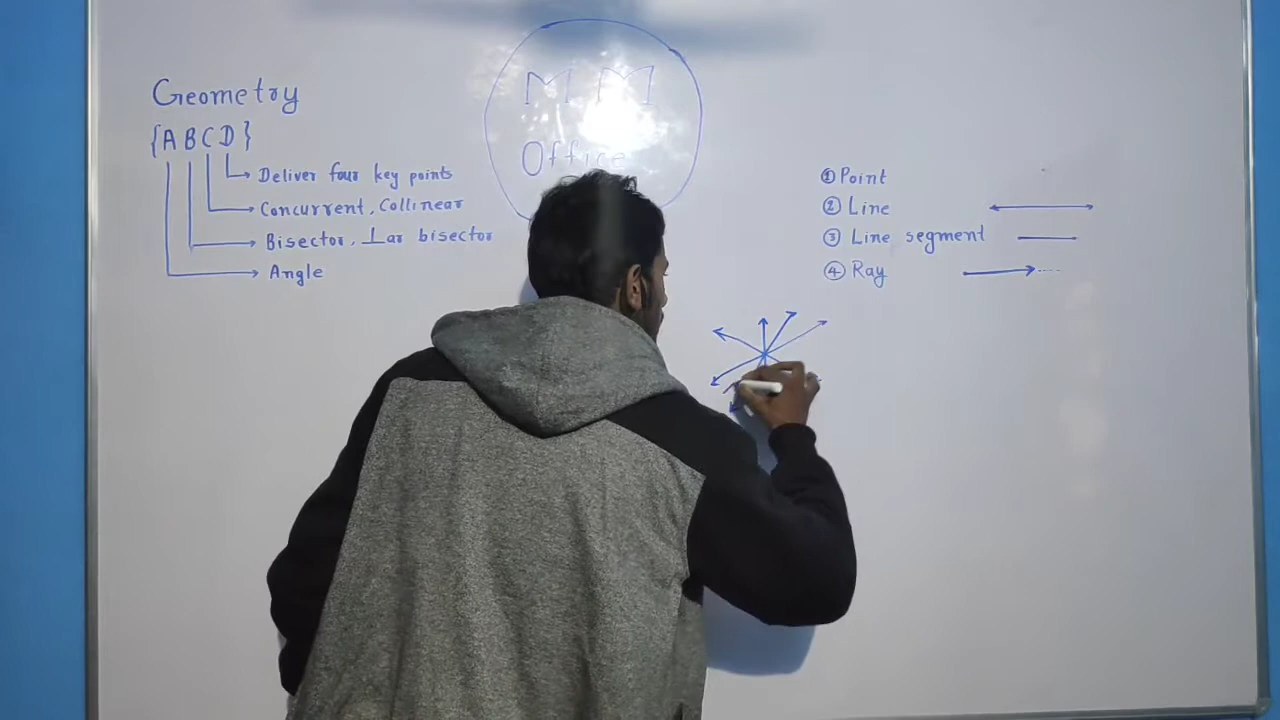 Geometry
{A B C D}
Deliver four key points
Concurrent, Collinear
Bisector, ⊥ar bisector
Angle
M M
Office
① Point
② Line
③ Line segment
④ Ray